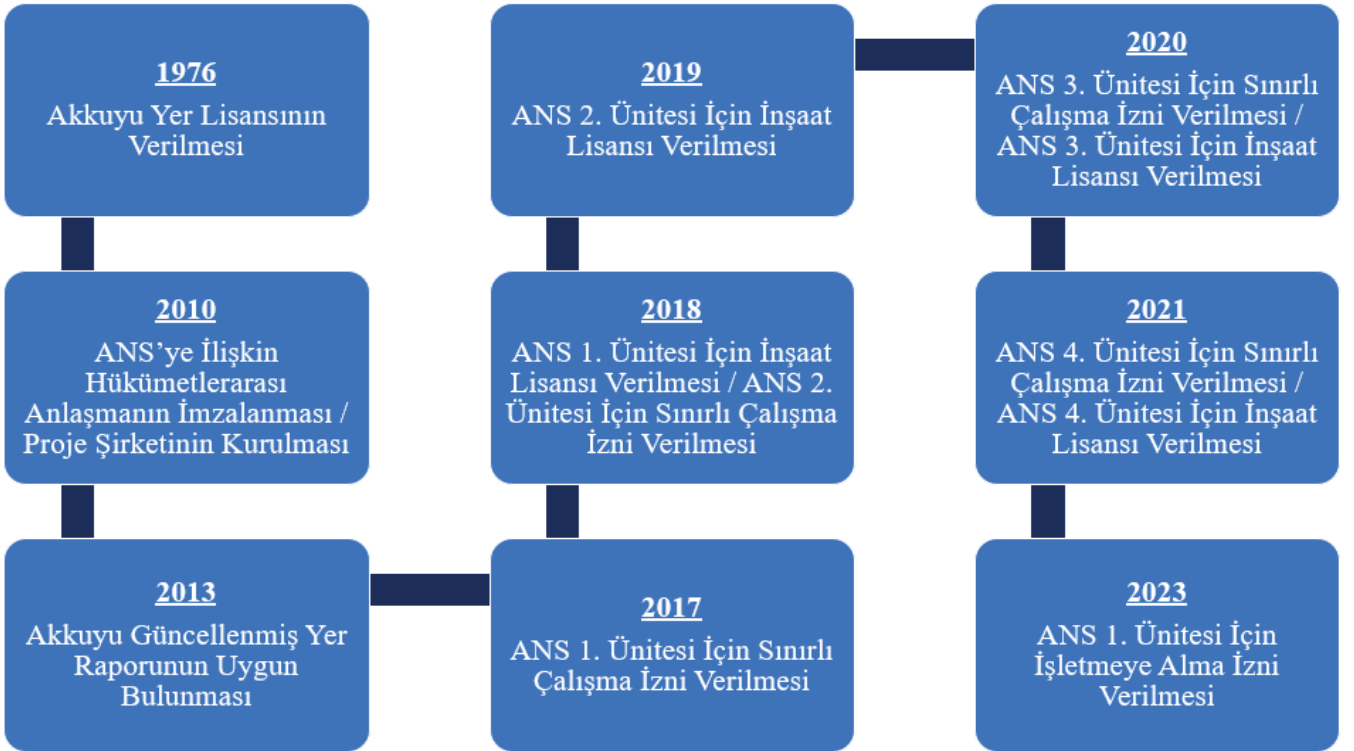 1976
Akkuyu Yer Lisansının
Verilmesi
2010
ANS’ye İlişkin
Hükümetlerarası
Anlaşmanın İmzalanması /
Proje Şirketinin Kurulması
2013
Akkuyu Güncellenmiş Yer
Raporunun Uygun
Bulunması
2017
ANS 1. Ünitesi İçin Sınırlı
Çalışma İzni Verilmesi
2018
ANS 1. Ünitesi İçin İnşaat
Lisansı Verilmesi / ANS 2.
Ünitesi İçin Sınırlı Çalışma
İzni Verilmesi
2019
ANS 2. Ünitesi İçin İnşaat
Lisansı Verilmesi
2020
ANS 3. Ünitesi İçin Sınırlı
Çalışma İzni Verilmesi /
ANS 3. Ünitesi İçin İnşaat
Lisansı Verilmesi
2021
ANS 4. Ünitesi İçin Sınırlı
Çalışma İzni Verilmesi /
ANS 4. Ünitesi İçin İnşaat
Lisansı Verilmesi
2023
ANS 1. Ünitesi İçin
İşletmeye Alma İzni
Verilmesi